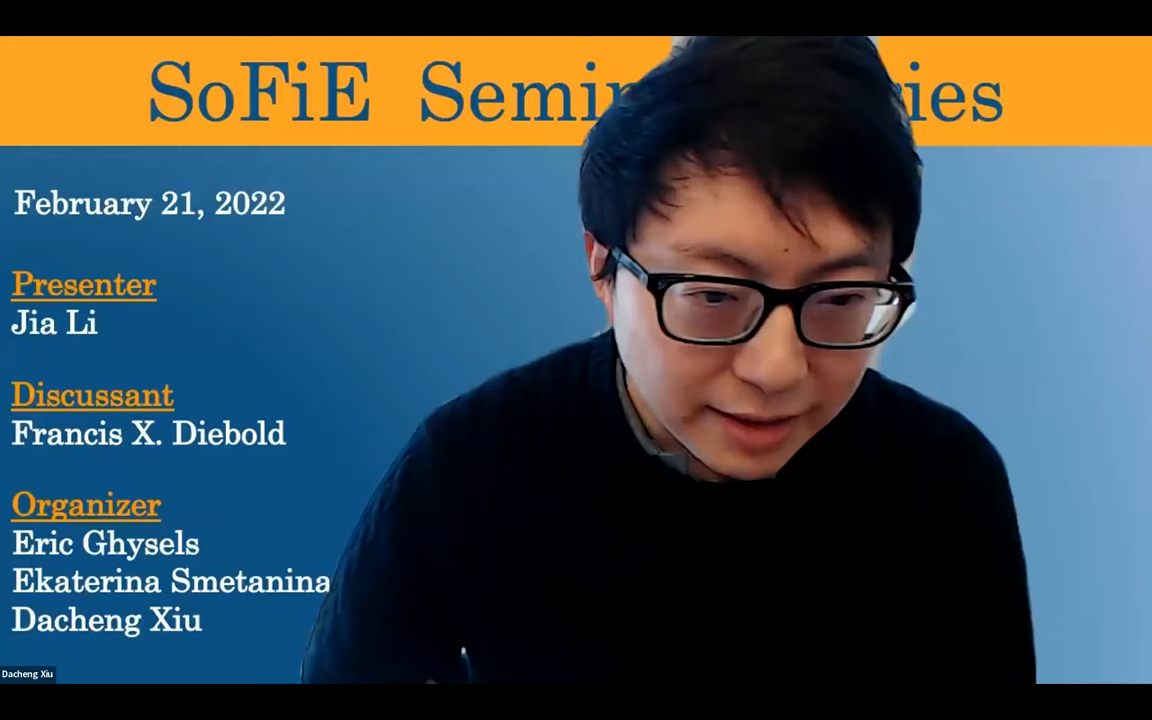 SoFiE Semin ries
February 21, 2022
Presenter
Jia Li
Discussant
Francis X. Diebold
Organizer
Eric Ghysels
Ekaterina Smetanina
Dacheng Xiu
Dacheng Xiu